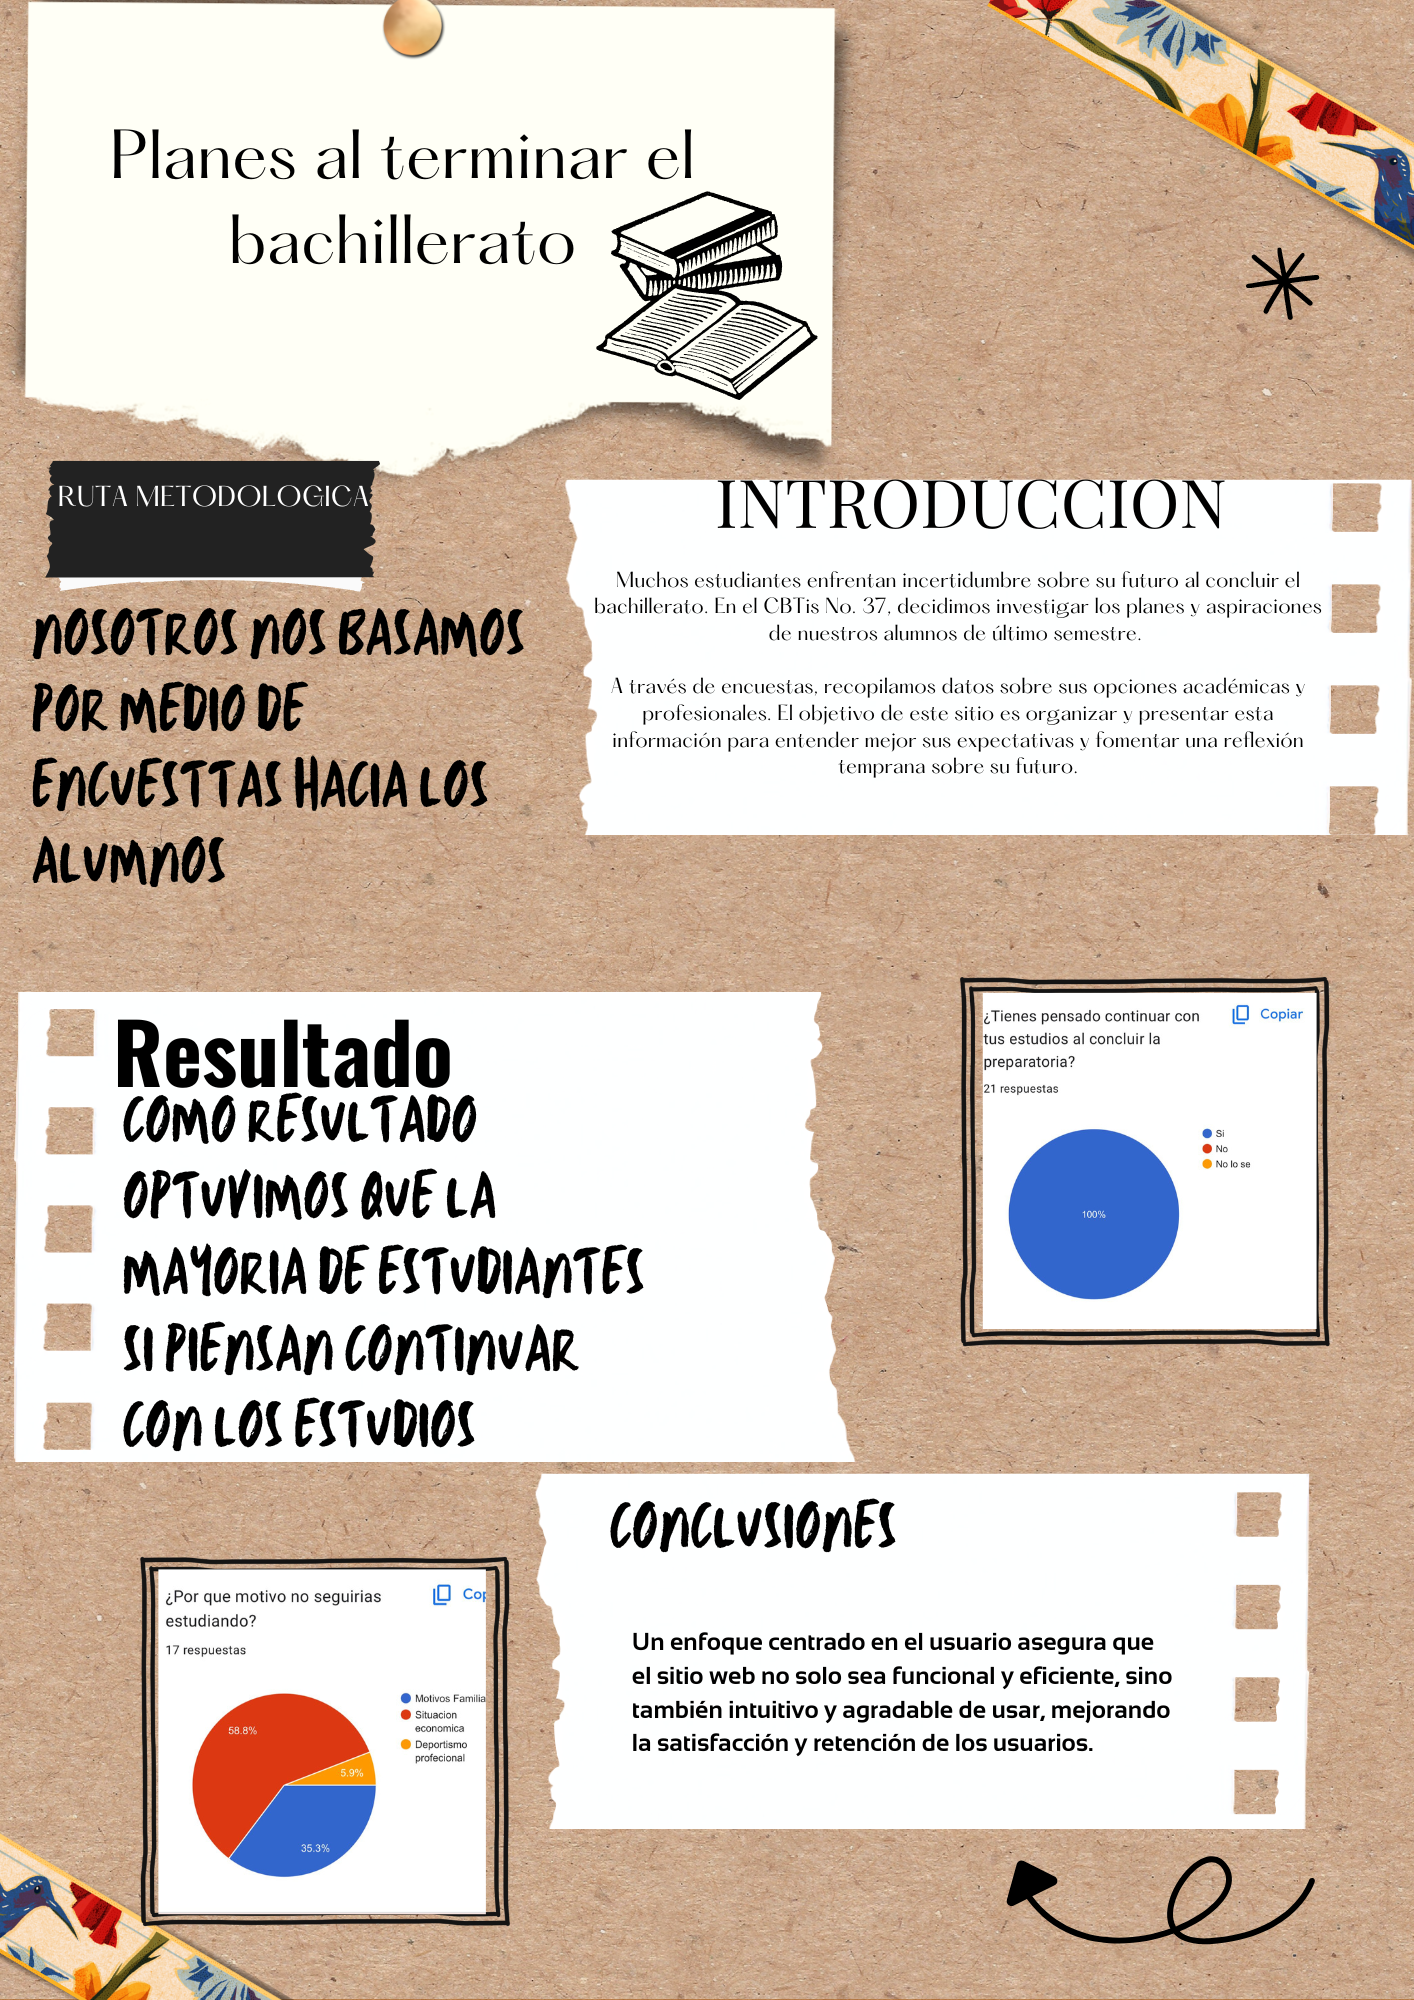 Planes al terminar el
bachillerato
RUTA METODOLOGICA
NOSOTROS NOS BASAMOS
POR MEDIO DE
ENCUESTTAS HACIA LOS
ALUMNOS
INTRODUCCION
Muchos estudiantes enfrentan incertidumbre sobre su futuro al concluir el
bachillerato. En el CBTis No. 37, decidimos investigar los planes y aspiraciones
de nuestros alumnos de último semestre.
A través de encuestas, recopilamos datos sobre sus opciones académicas y
profesionales. El objetivo de este sitio es organizar y presentar esta
información para entender mejor sus expectativas y fomentar una reflexión
temprana sobre su futuro.
Resultado
COMO RESULTADO
OPTUVIMOS QUE LA
MAYORIA DE ESTUDIANTES
SI PIENSAN CONTINUAR
CON LOS ESTUDIOS
¿Tienes pensado continuar con
tus estudios al concluir la
preparatoria?
Copiar
21 respuestas
Si
No
No lo se
100%
CONCLUSIONES
Un enfoque centrado en el usuario asegura que
el sitio web no solo sea funcional y eficiente, sino
también intuitivo y agradable de usar, mejorando
la satisfacción y retención de los usuarios.
¿Por que motivo no seguirias
estudiando?
Cop
17 respuestas
Motivos Familia
Situacion
economica
Deportismo
profecional
58.8%
5.9%
35.3%